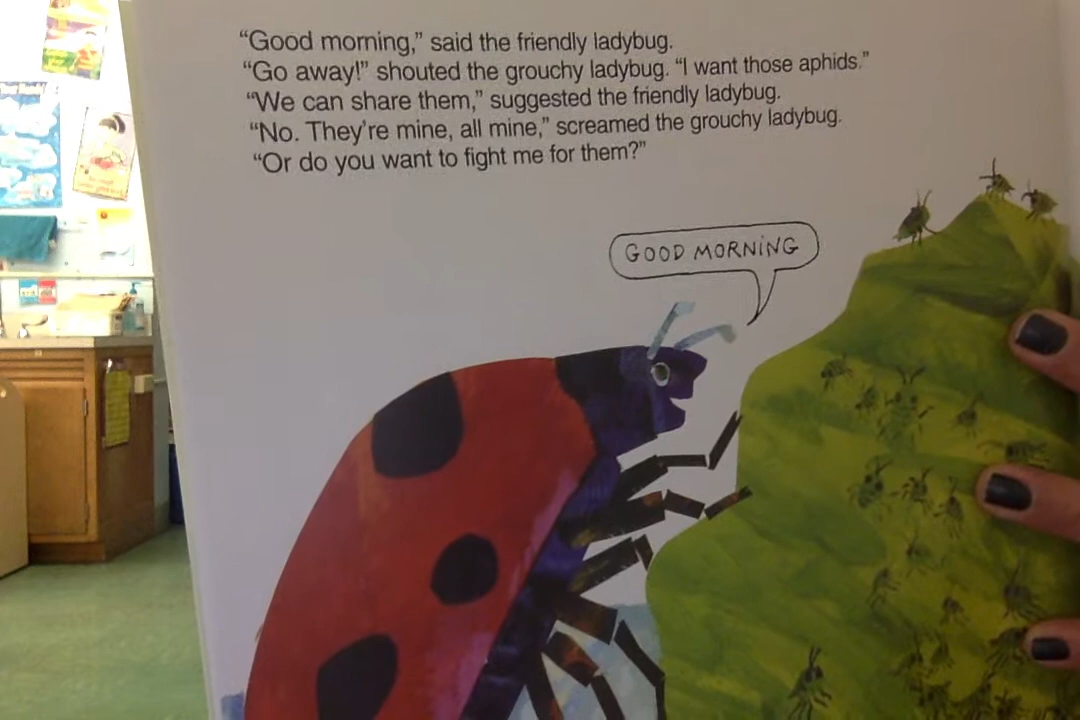 “Good morning,” said the friendly ladybug.
“Go away!” shouted the grouchy ladybug. “I want those aphids.”
“We can share them,” suggested the friendly ladybug.
“No. They’re mine, all mine,” screamed the grouchy ladybug.
“Or do you want to fight me for them?”
GOOD MORNING